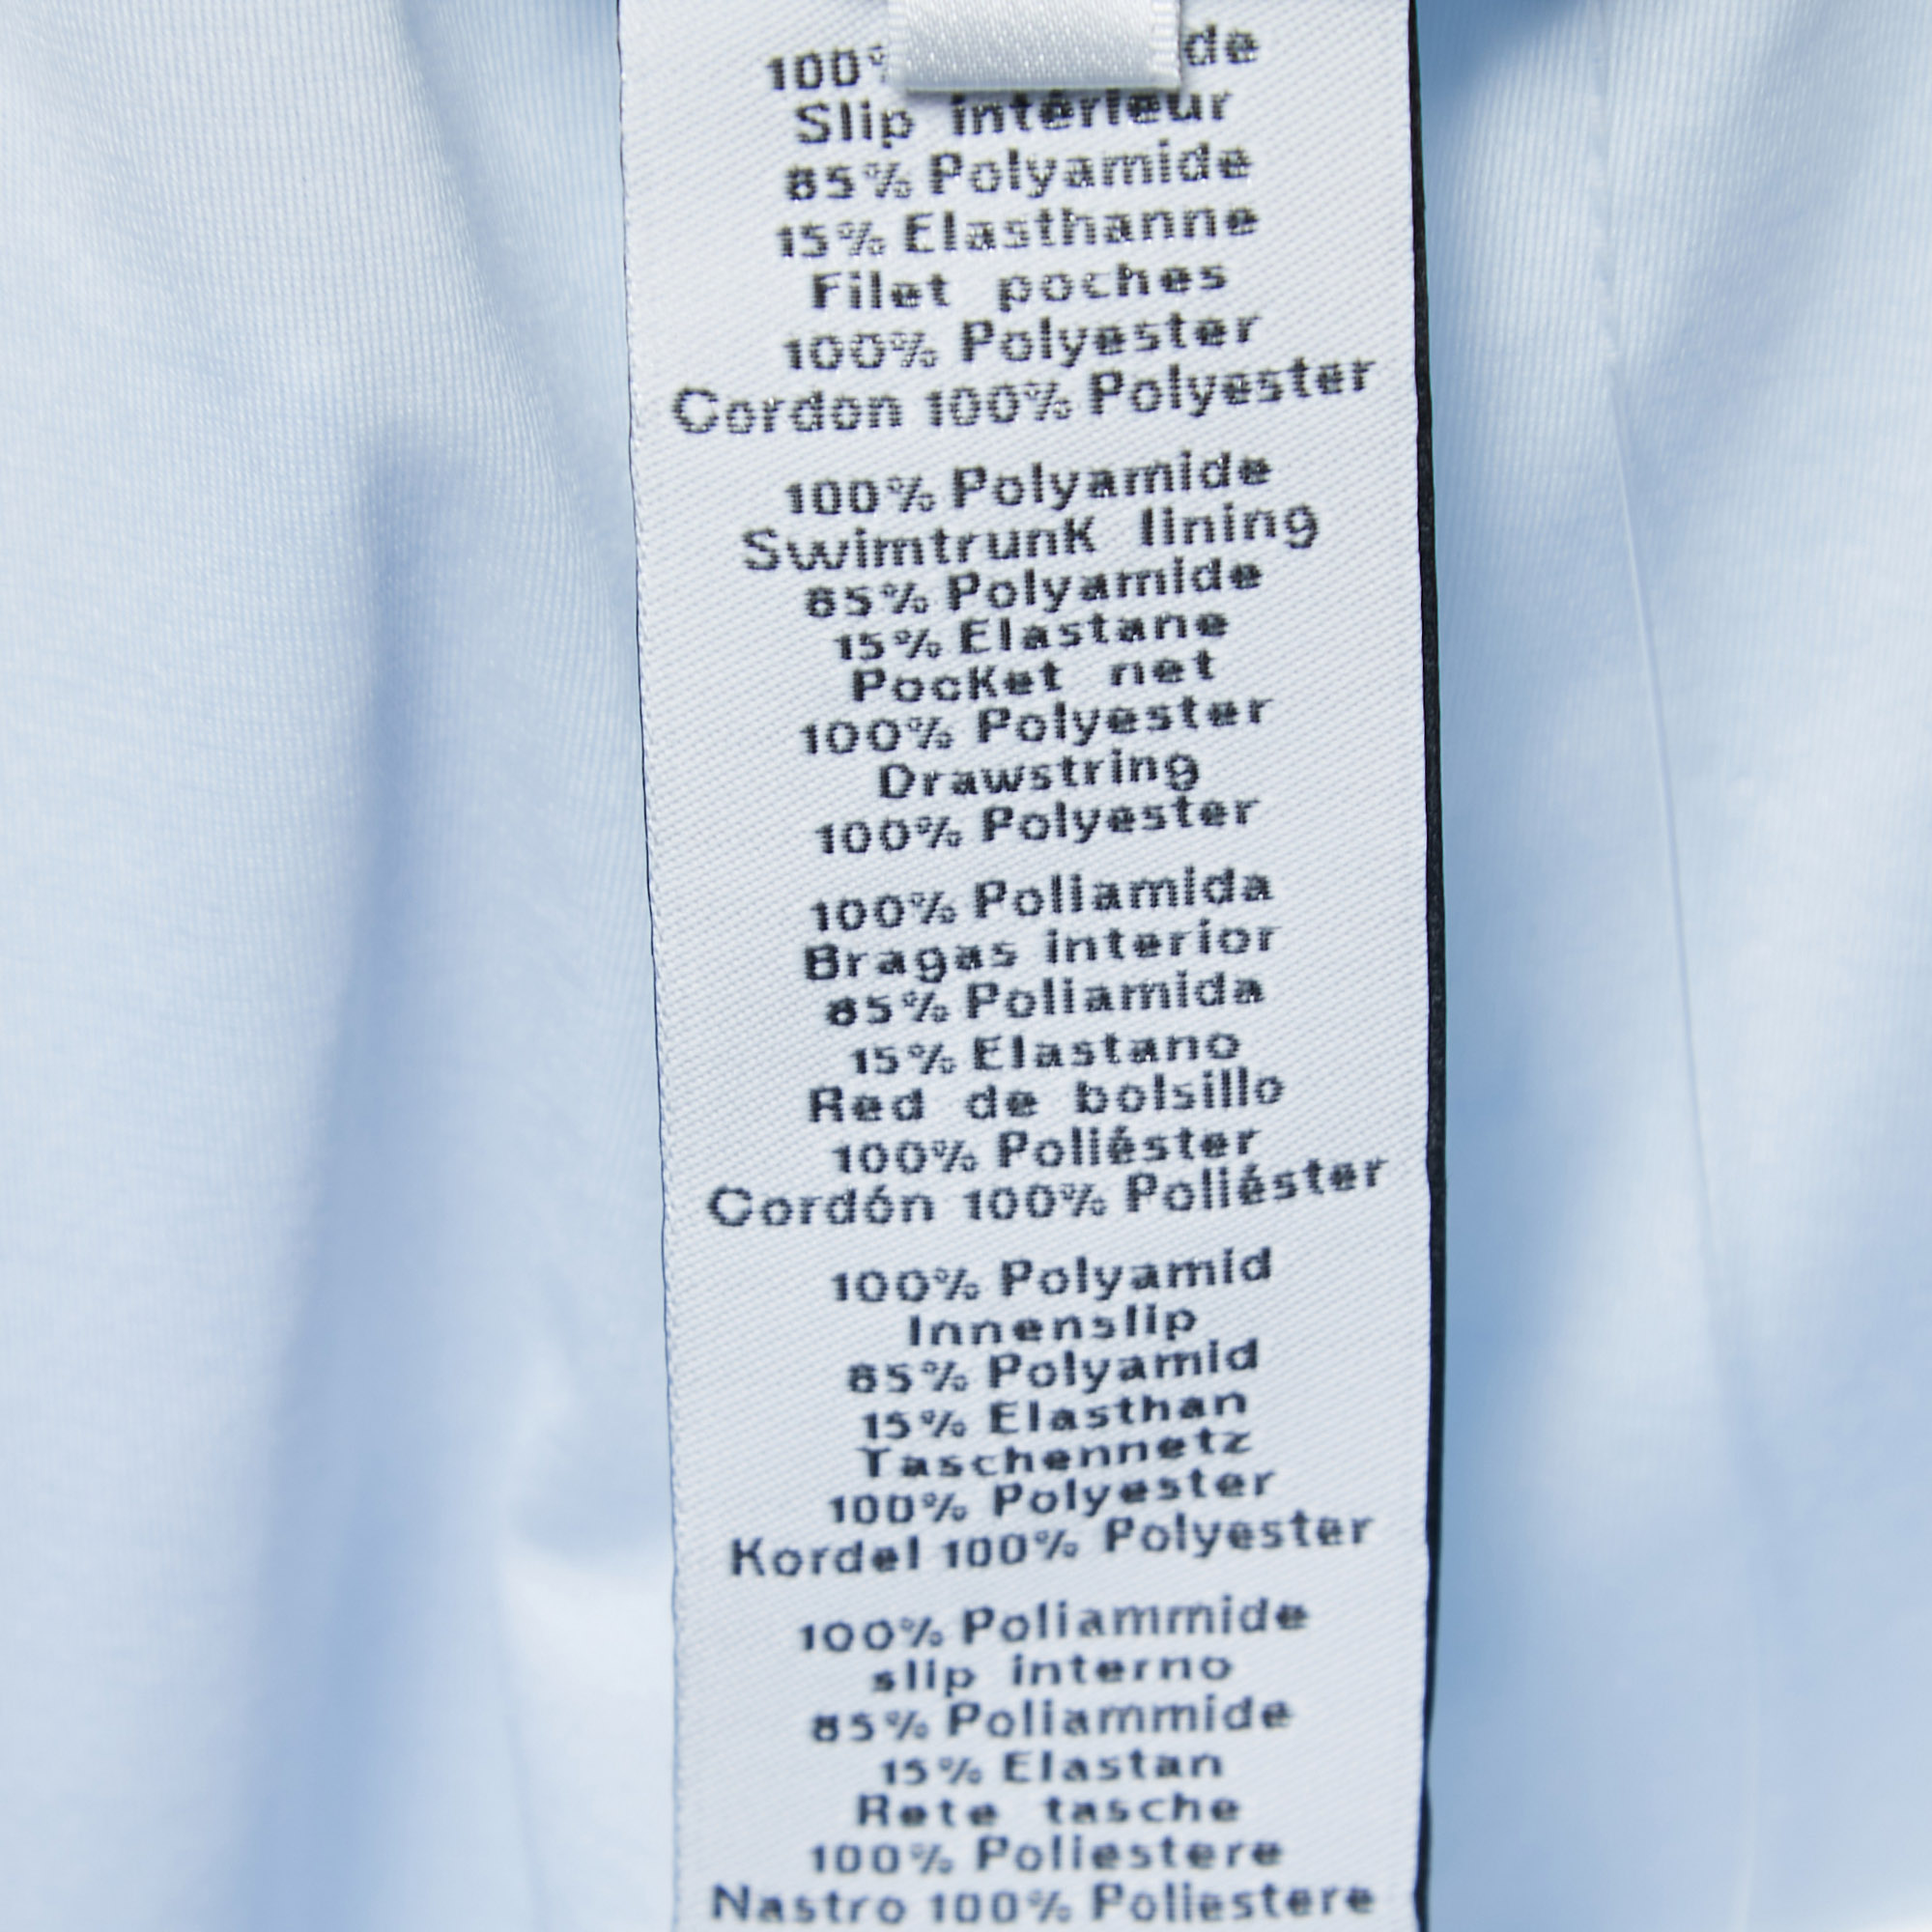 100%
Slip intérieur
85% Polyamide
15% Elasthanne
Filet poches
100% Polyester
Cordon 100% Polyester
100% Polyamide
Swimtrunk lining
85% Polyamide
15% Elastane
Pocket net
100% Polyester
Drawstring
100% Polyester
100% Poliamida
Bragas interior
85% Poliamida
15% Elastano
Red de bolsillo
100% Poliéster
Cordón 100% Poliéster
100% Polyamid
Innenslip
85% Polyamid
15% Elasthan
Taschennetz
100% Polyester
Kordel 100% Polyester
100% Poliammide
slip interno
85% Poliammide
15% Elastan
Rete tasche
100% Poliestere
Nastro 100% Poliestere